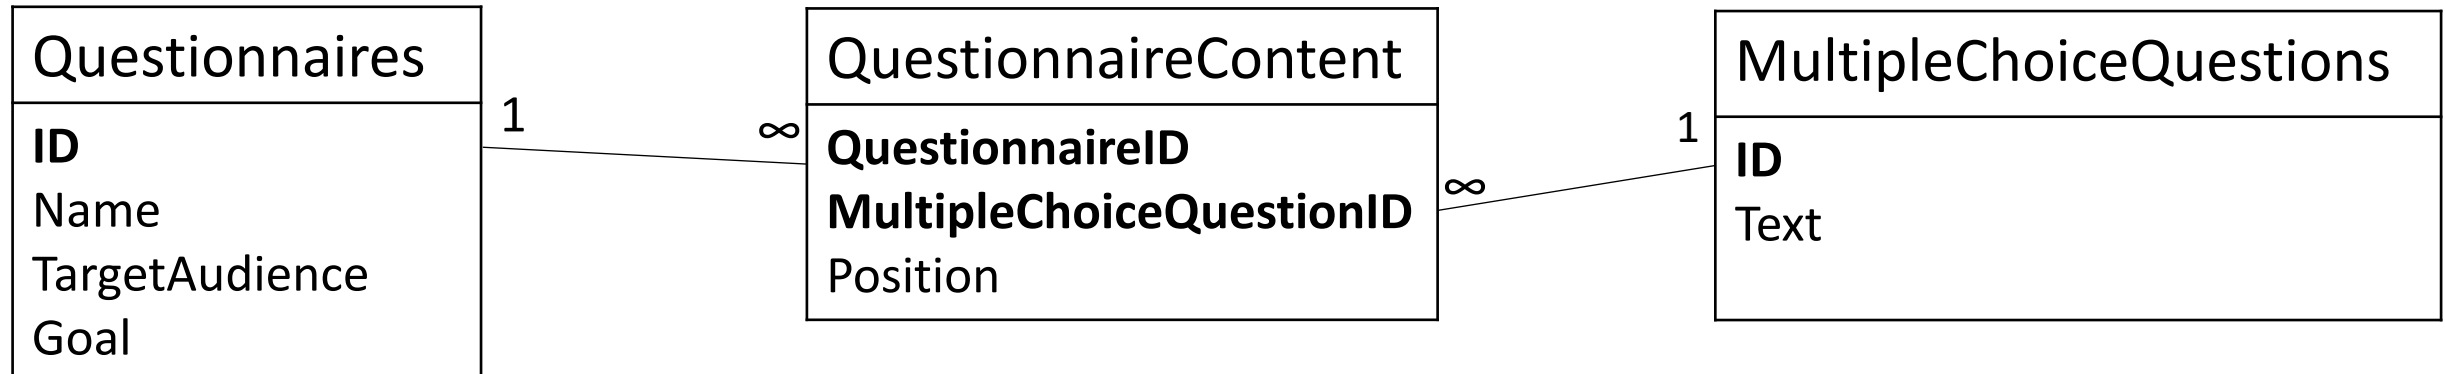 Questionnaires
ID
Name
TargetAudience
Goal
1
∞
QuestionnaireContent
QuestionnaireID
MultipleChoiceQuestionID
Position
∞
1
MultipleChoiceQuestions
ID
Text